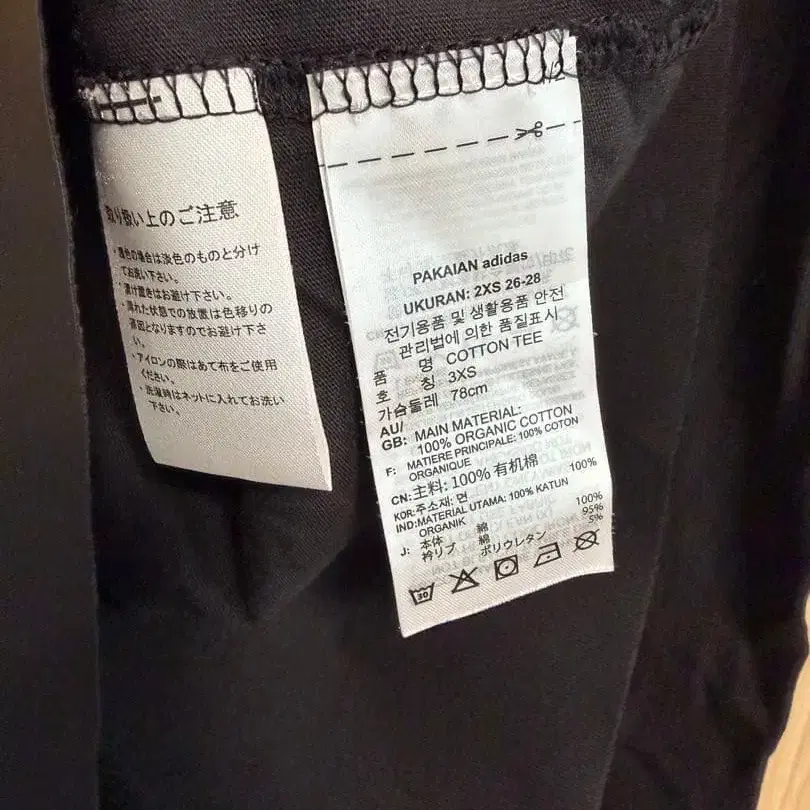 取り扱い上のご注意
・濃色の場合は淡色のものと分け
てお洗い下さい。
・漬け置きはお避け下さい。
・濡れた状態での放置は色移りの
原因となりますのでお避け下さ
い。
・アイロンの際はあて布をご使用
ください。
・洗濯時はネットに入れてお洗い
下さい。
PAKAIAN adidas
UKURAN: 2XS 26-28
전기용품 및 생활용품 안전
관리법에 의한 품질표시
품 명 COTTON TEE
호 칭 3XS
가슴둘레 78cm
AU/
GB: MAIN MATERIAL:
100% ORGANIC COTTON
F: MATIERE PRINCIPALE: 100% COTON
ORGANIQUE
CN: 主料: 100% 有机棉
KOR: 주소재: 면 100%
IND: MATERIAL UTAMA: 100% KATUN
ORGANIK
J: 本体 綿 100%
衿リブ 綿 95%
ポリウレタン 5%
30